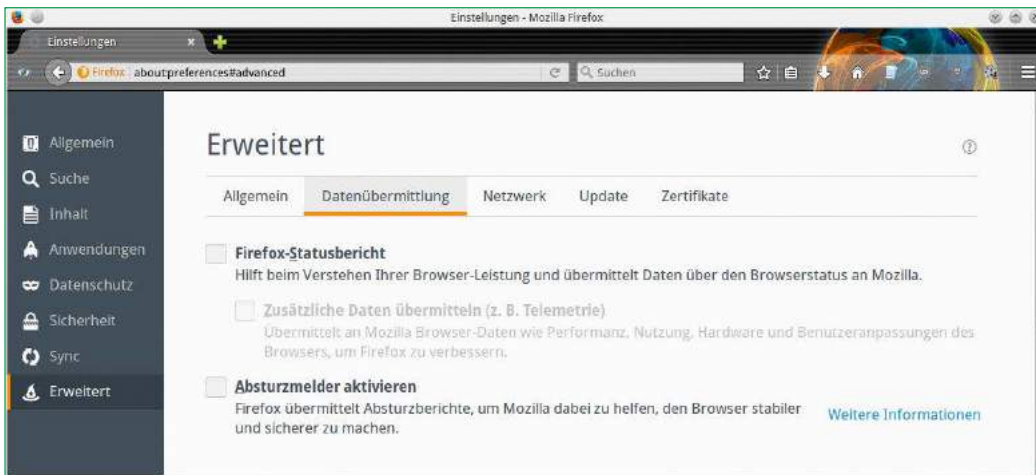 Einstellungen - Mozilla Firefox
Einstellungen
Firefox about:preferences#advanced
Suchen
Allgemein
Suche
Inhalt
Anwendungen
Datenschutz
Sicherheit
Sync
Erweitert
Erweitert
Allgemein Datenübermittlung Netzwerk Update Zertifikate
Firefox-Statusbericht
Hilft beim Verstehen Ihrer Browser-Leistung und übermittelt Daten über den Browserstatus an Mozilla.
Zusätzliche Daten übermitteln (z. B. Telemetrie)
Übermittelt an Mozilla Browser-Daten wie Performanz, Nutzung, Hardware und Benutzeranpassungen des
Browsers, um Firefox zu verbessern.
Absturzmelder aktivieren
Firefox übermittelt Absturzberichte, um Mozilla dabei zu helfen, den Browser stabiler
und sicherer zu machen.
Weitere Informationen